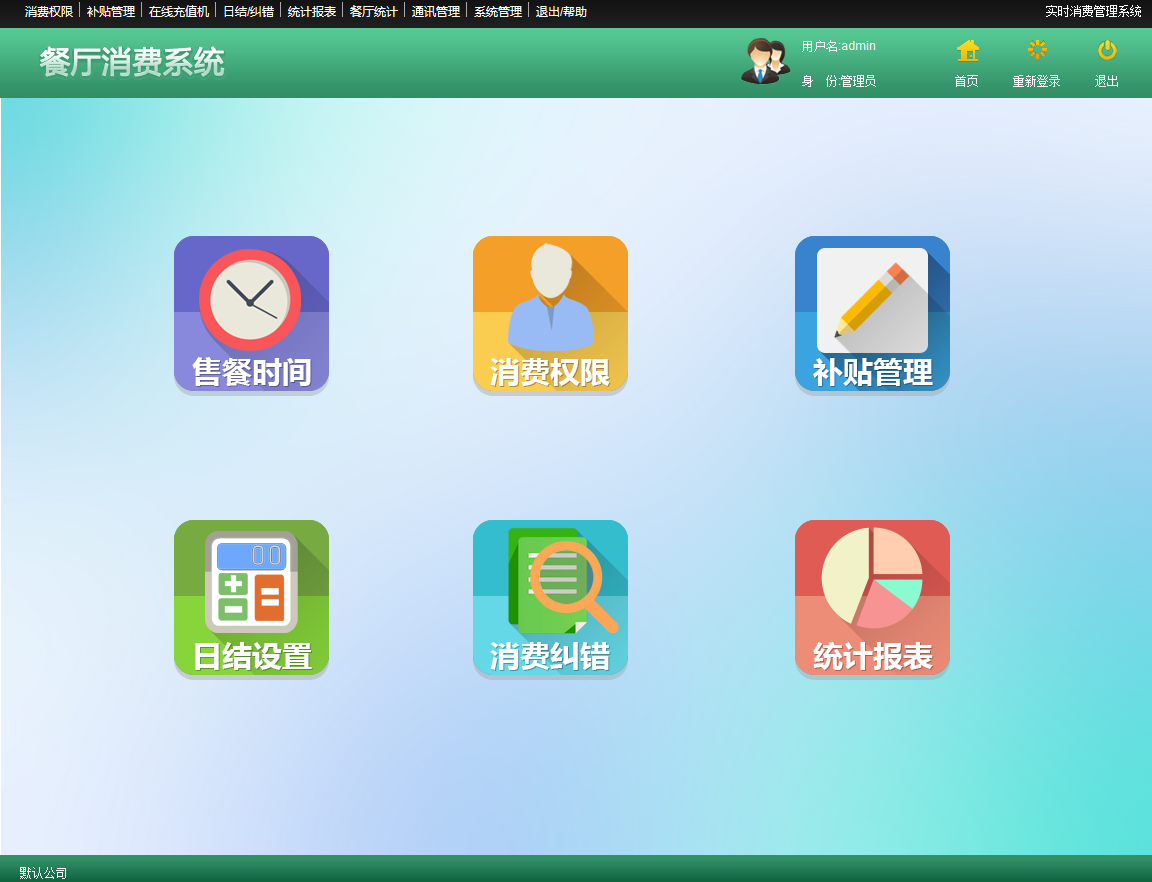 消费权限 补贴管理 在线充值机 日结/纠错 统计报表 餐厅统计 通讯管理 系统管理 退出/帮助 实时消费管理系统
餐厅消费系统
用户名:admin
身 份:管理员
首页 重新登录 退出
售餐时间 消费权限 补贴管理
00
日结设置 消费纠错 统计报表
默认公司